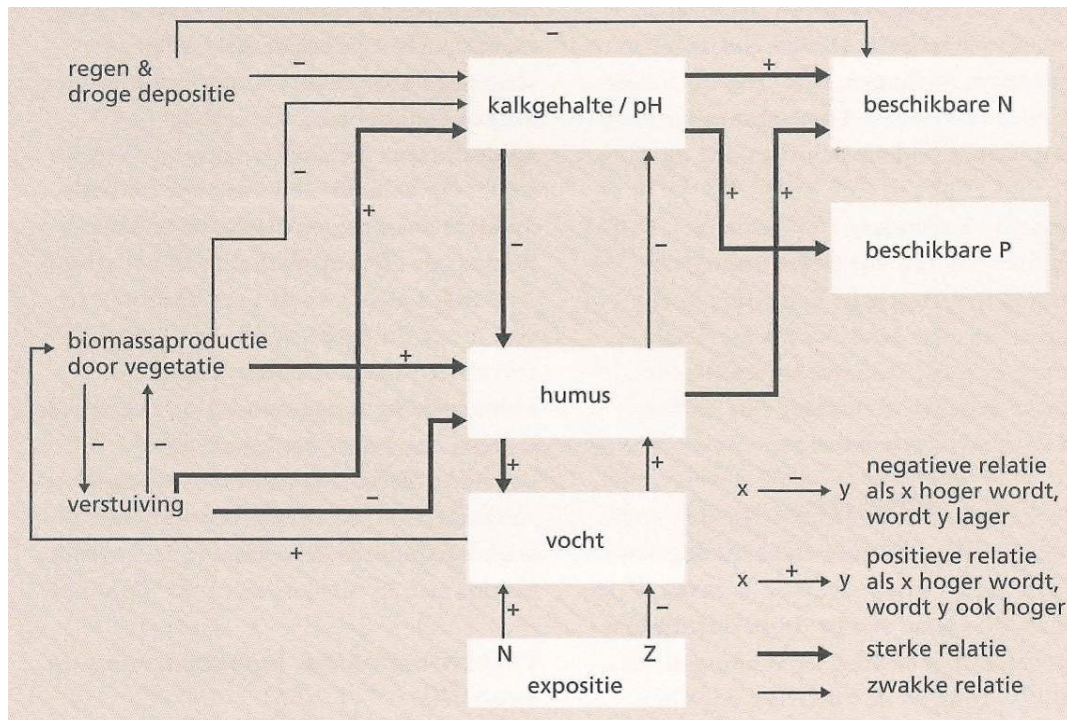 −
−
regen &
droge depositie
−
kalkgehalte / pH
+
beschikbare N
−
+
−
−
+
+
beschikbare P
biomassaproductie
door vegetatie
+
humus
−
−
+
+
verstuiving
−
vocht
+
+
−
N
Z
expositie
x − y
negatieve relatie
als x hoger wordt,
wordt y lager
x + y
positieve relatie
als x hoger wordt,
wordt y ook hoger
sterke relatie
zwakke relatie